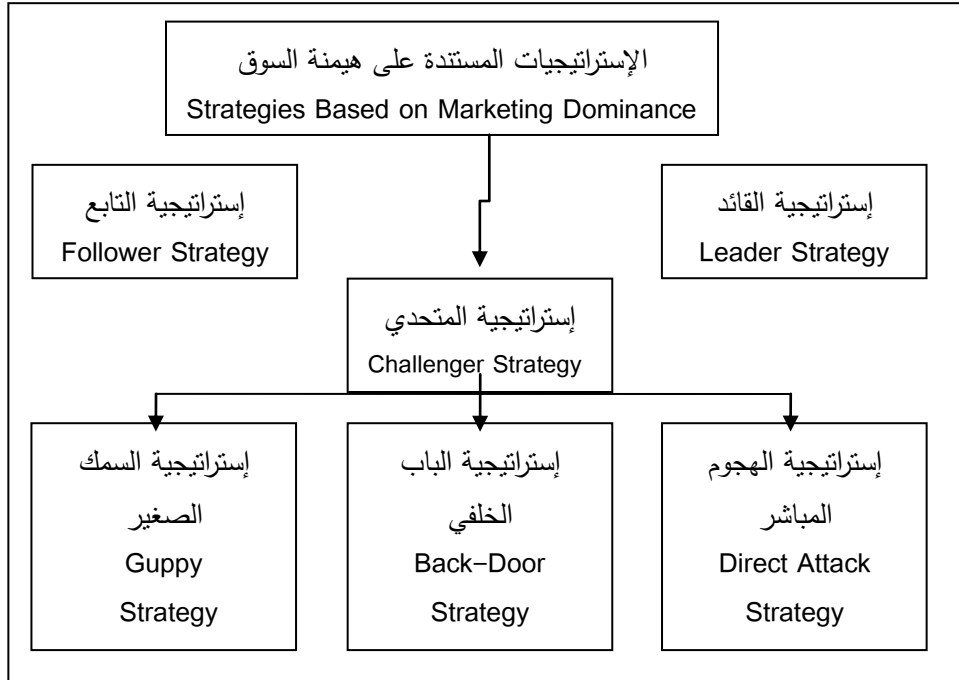 الإستراتيجيات المستندة على هيمنة السوق
Strategies Based on Marketing Dominance
إستراتيجية القائد
Leader Strategy
إستراتيجية التابع
Follower Strategy
إستراتيجية المتحدي
Challenger Strategy
إستراتيجية الهجوم
المباشر
Direct Attack
Strategy
إستراتيجية الباب
الخلفي
Back-Door
Strategy
إستراتيجية السمك
الصغير
Guppy
Strategy